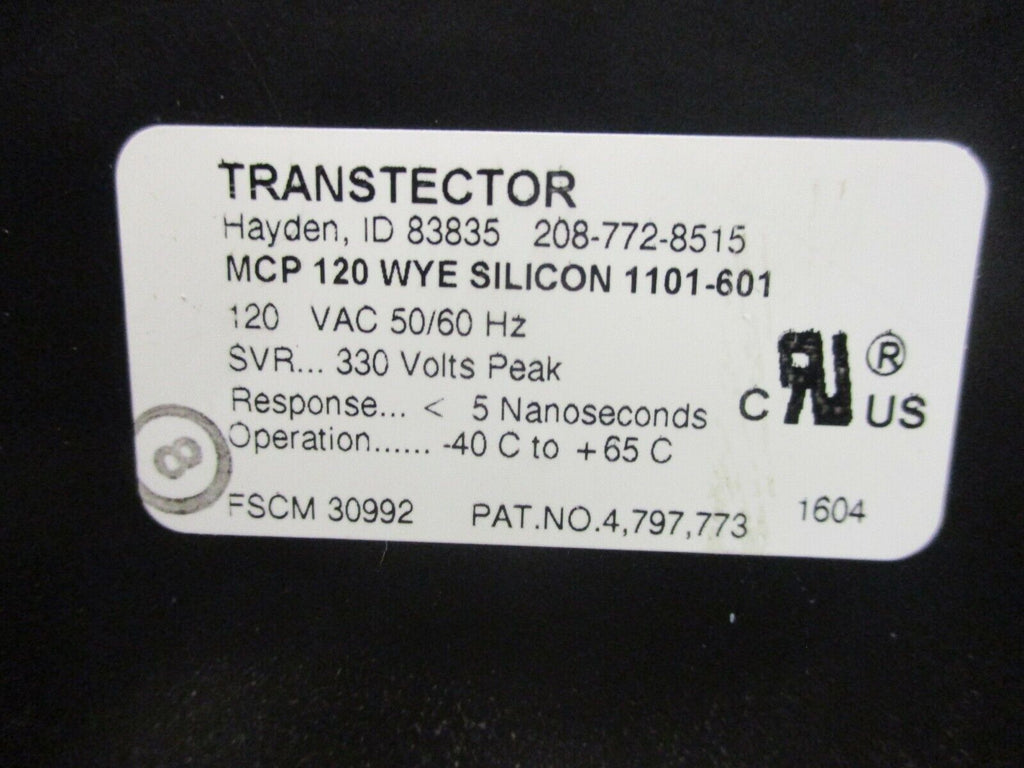 TRANSTECTOR
Hayden, ID 83835 208-772-8515
MCP 120 WYE SILICON 1101-601
120 VAC 50/60 Hz
SVR... 330 Volts Peak
Response... < 5 Nanoseconds
Operation...... -40 C to +65 C
C RU ® US
8
FSCM 30992 PAT.NO.4,797,773 1604